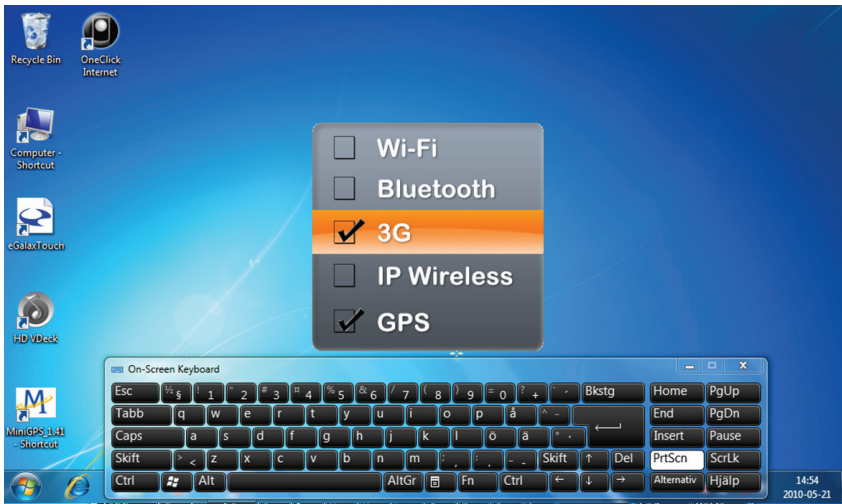 Recycle Bin
OneClick
Internet
Computer -
Shortcut
eGalaxTouch
HD VDeck
MiniGPS_1.41
- Shortcut
Wi-Fi
Bluetooth
3G
IP Wireless
GPS
On-Screen Keyboard
Esc ½ § ! 1 " 2 # 3 ¤ 4 % 5 & 6 / 7 ( 8 ) 9 = 0 ? + ` ´ Bkstg Home PgUp
Tabb q w e r t y u i o p å ^ ¨ End PgDn
Caps a s d f g h j k l ö ä * ' Insert Pause
Skift > < z x c v b n m ; , : . _ - Skift ↑ Del PrtScn ScrLk
Ctrl Alt AltGr Fn Ctrl ← ↓ → Alternativ Hjälp
14:54
2010-05-21